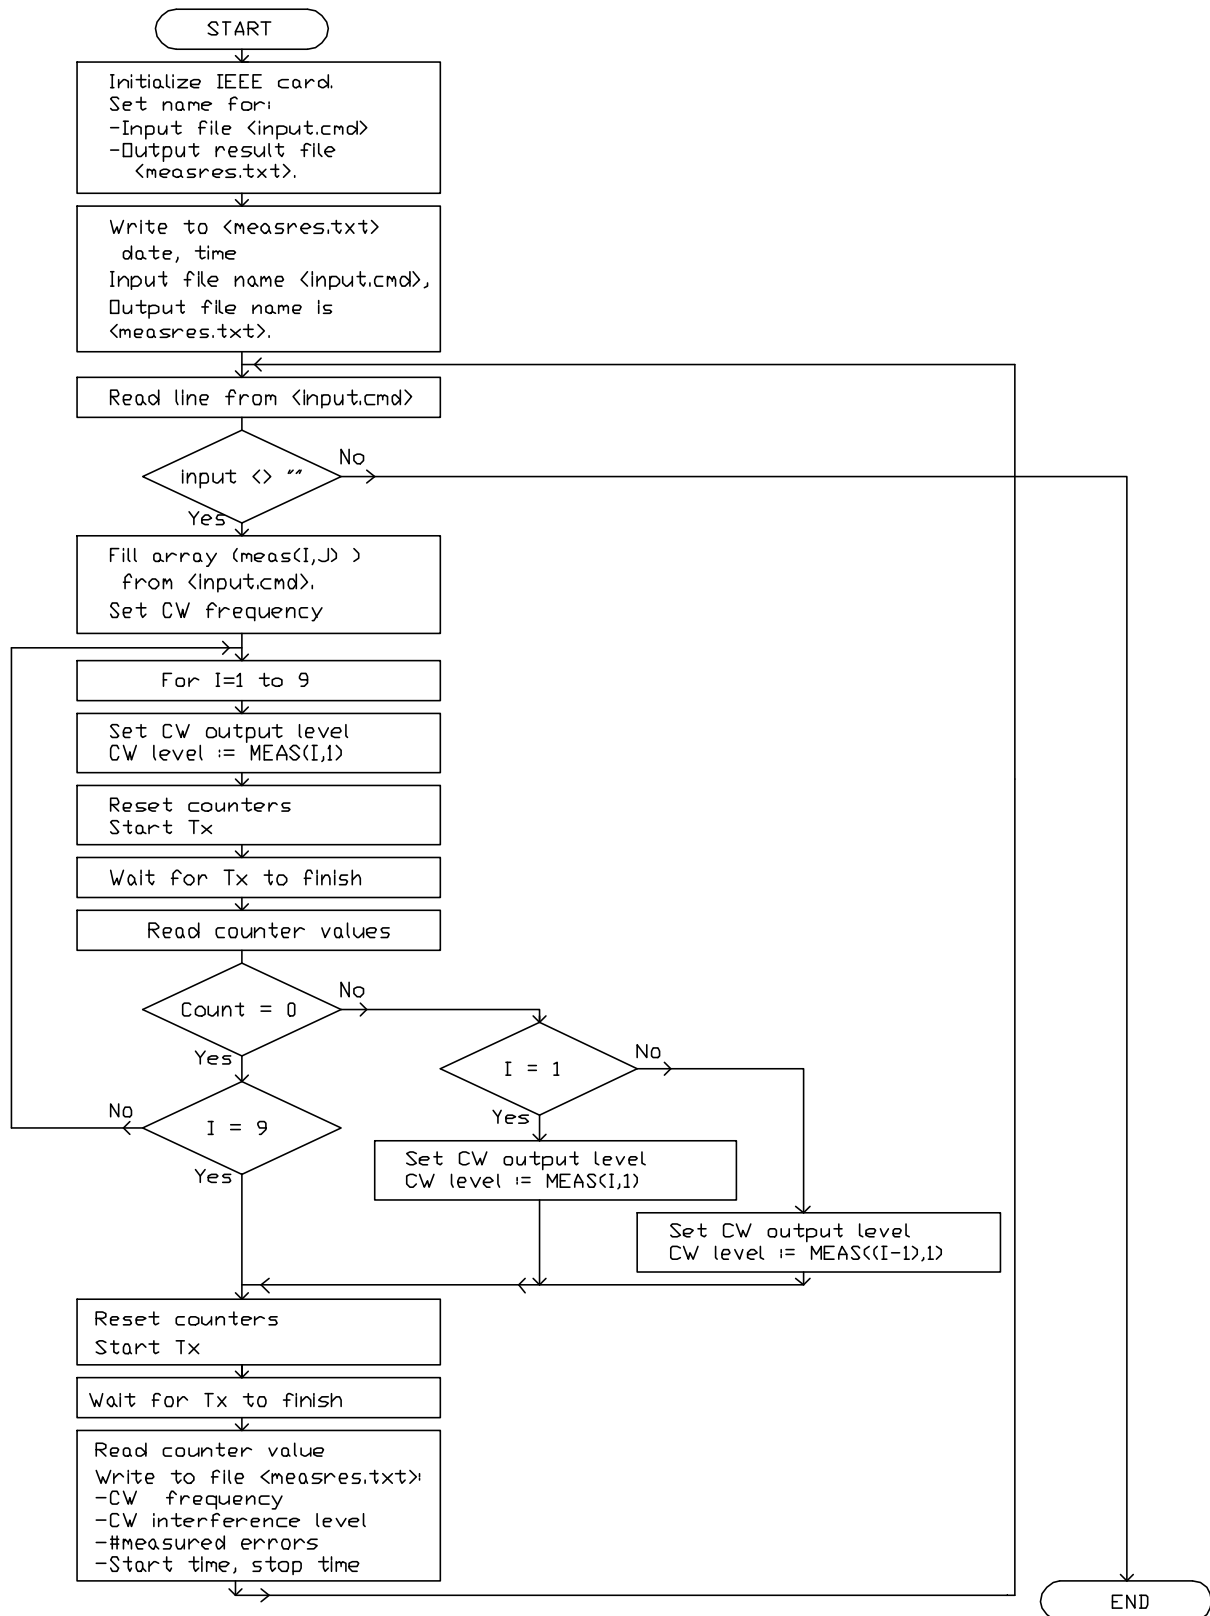 START
Initialize IEEE card.
Set name for:
-Input file <input.cmd>
-Output result file
<measres.txt>.
Write to <measres.txt>
date, time
Input file name <input.cmd>,
Output file name is
<measres.txt>.
Read line from <input.cmd>
input <> ""
No
Yes
Fill array (meas(I,J) )
from <input.cmd>.
Set CW frequency
For I=1 to 9
Set CW output level
CW level := MEAS(I,1)
Reset counters
Start Tx
Wait for Tx to finish
Read counter values
Count = 0
No
Yes
I = 1
No
Yes
I = 9
No
Yes
Set CW output level
CW level := MEAS(I,1)
Set CW output level
CW level := MEAS((I-1),1)
Reset counters
Start Tx
Wait for Tx to finish
Read counter value
Write to file <measres.txt>:
-CW frequency
-CW interference level
-#measured errors
-Start time, stop time
END